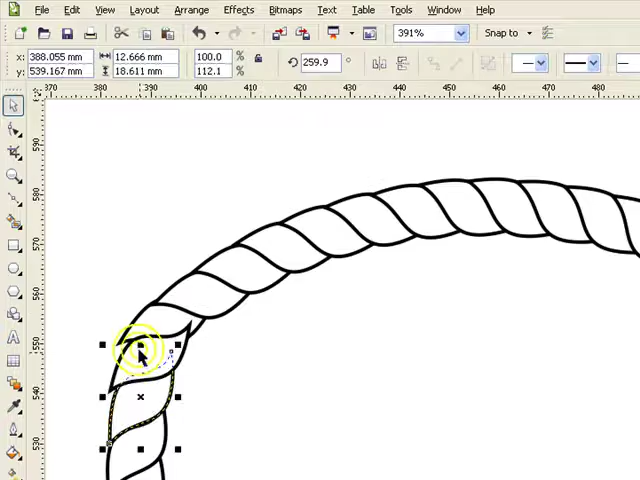 File Edit View Layout Arrange Effects Bitmaps Text Table Tools Window Help
391% Snap to
x: 388.055 mm 12.666 mm 100.0 % 259.9 °
y: 539.167 mm 18.611 mm 112.1 %
370 380 390 400 410 420 430 440 450 460 470 480
590
580
570
560
550
540
530